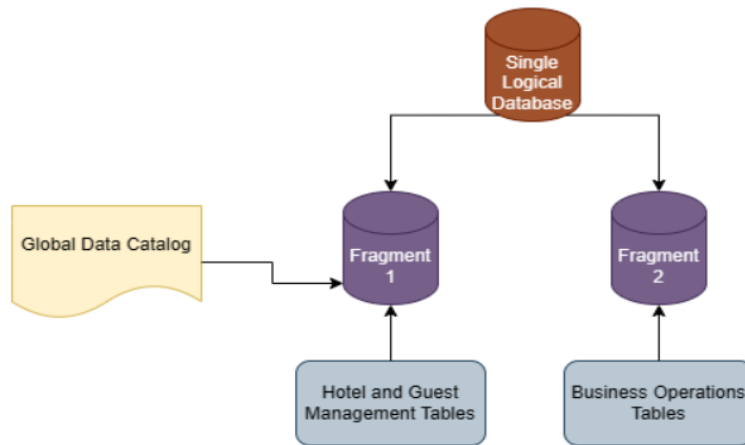 Single
Logical
Database
Global Data Catalog
Fragment
1
Fragment
2
Hotel and Guest
Management Tables
Business Operations
Tables